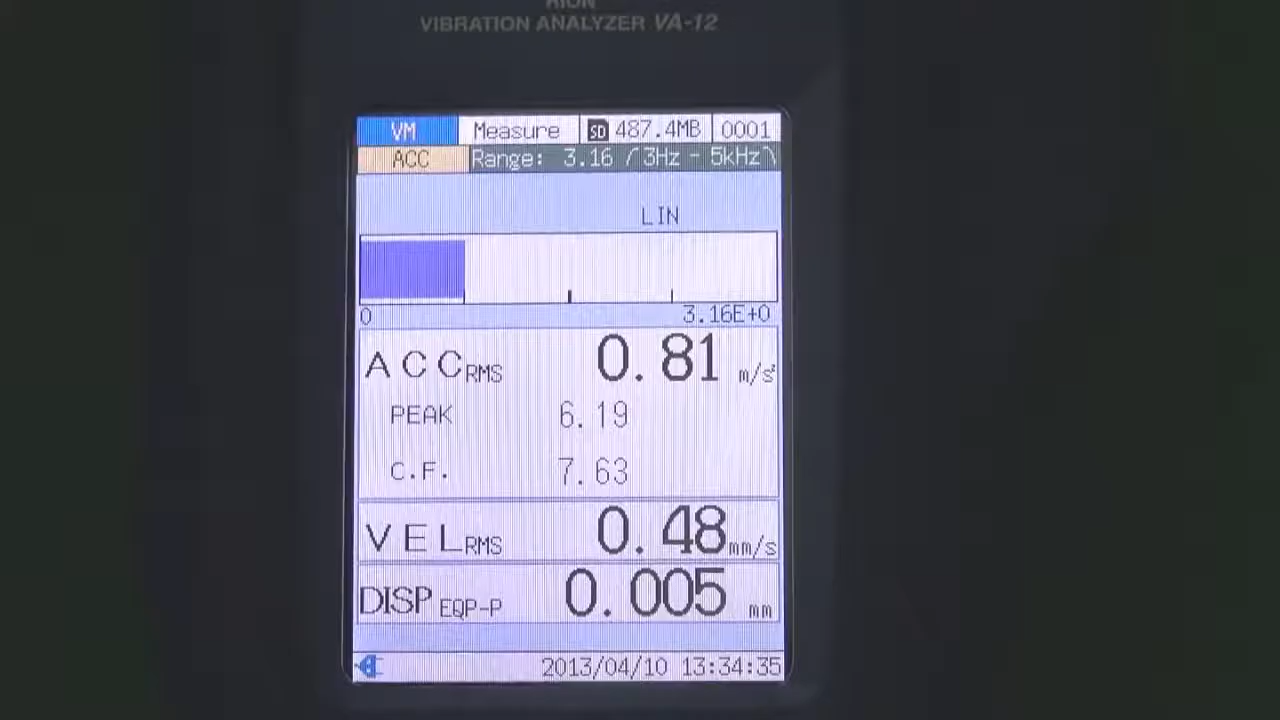 RION
VIBRATION ANALYZER VA-12
VM Measure SD 487.4MB 0001
ACC Range: 3.16 3Hz - 5kHz
LIN
0 3.16E+0
ACC RMS 0.81 m/s²
PEAK 6.19
C.F. 7.63
VEL RMS 0.48 mm/s
DISP EQP-P 0.005 mm
2013/04/10 13:34:35